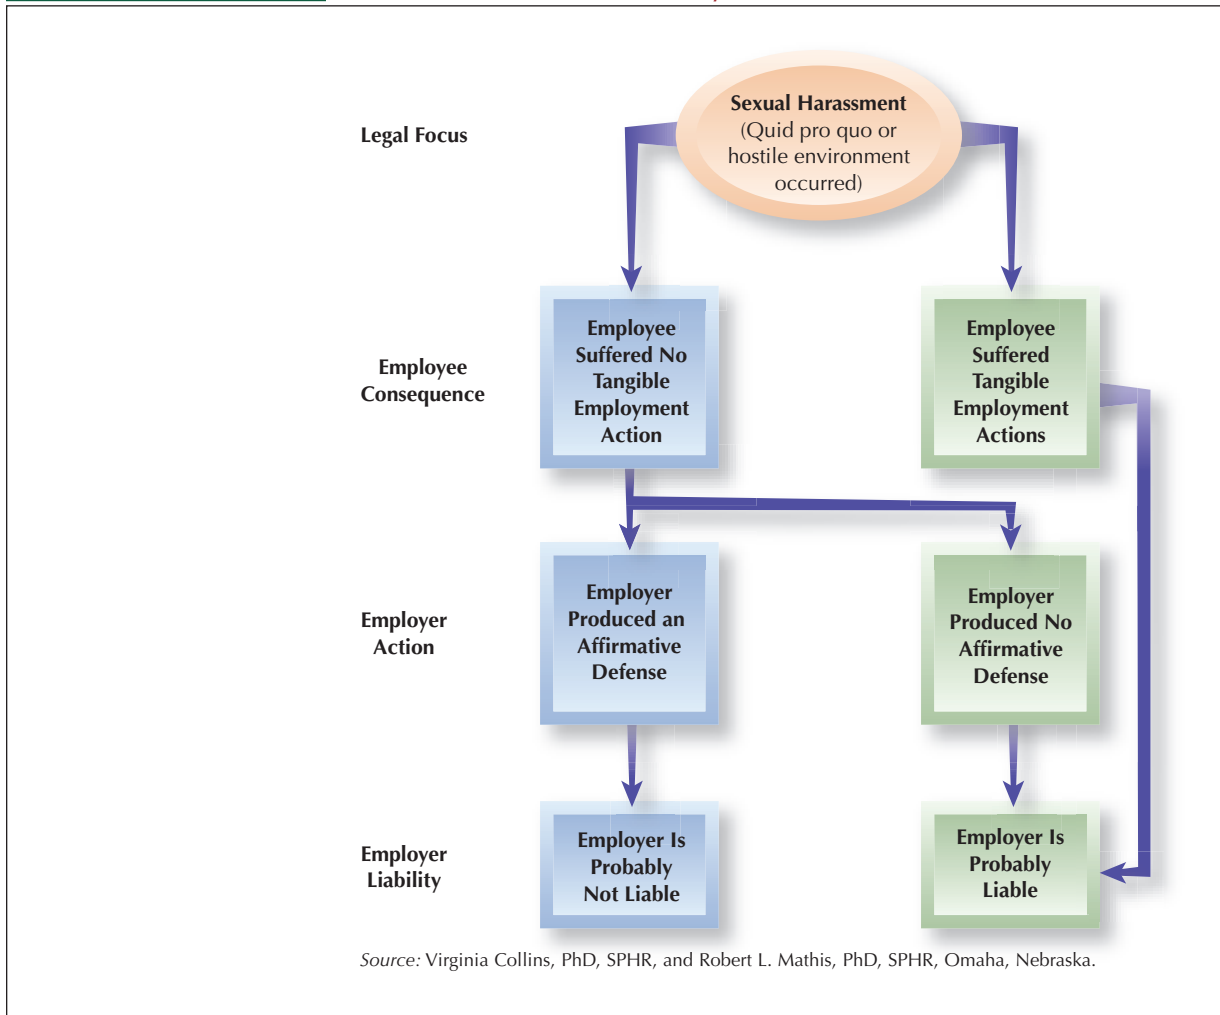 Sexual Harassment
(Quid pro quo or
hostile environment
occurred)
Legal Focus
Employee
Suffered No
Tangible
Employment
Action
Employee
Suffered
Tangible
Employment
Actions
Employee
Consequence
Employer
Produced an
Affirmative
Defense
Employer
Produced No
Affirmative
Defense
Employer
Action
Employer Is
Probably
Not Liable
Employer Is
Probably
Liable
Employer
Liability
Source: Virginia Collins, PhD, SPHR, and Robert L. Mathis, PhD, SPHR, Omaha, Nebraska.